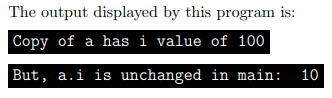 The output displayed by this program is:
Copy of a has i value of 100
But, a.i is unchanged in main:  10